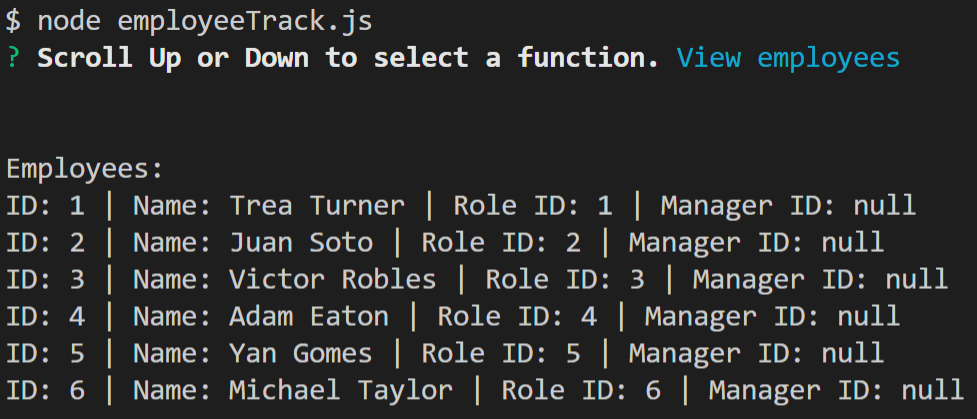 $ node employeeTrack.js
? Scroll Up or Down to select a function. View employees
Employees:
ID: 1 | Name: Trea Turner | Role ID: 1 | Manager ID: null
ID: 2 | Name: Juan Soto | Role ID: 2 | Manager ID: null
ID: 3 | Name: Victor Robles | Role ID: 3 | Manager ID: null
ID: 4 | Name: Adam Eaton | Role ID: 4 | Manager ID: null
ID: 5 | Name: Yan Gomes | Role ID: 5 | Manager ID: null
ID: 6 | Name: Michael Taylor | Role ID: 6 | Manager ID: null